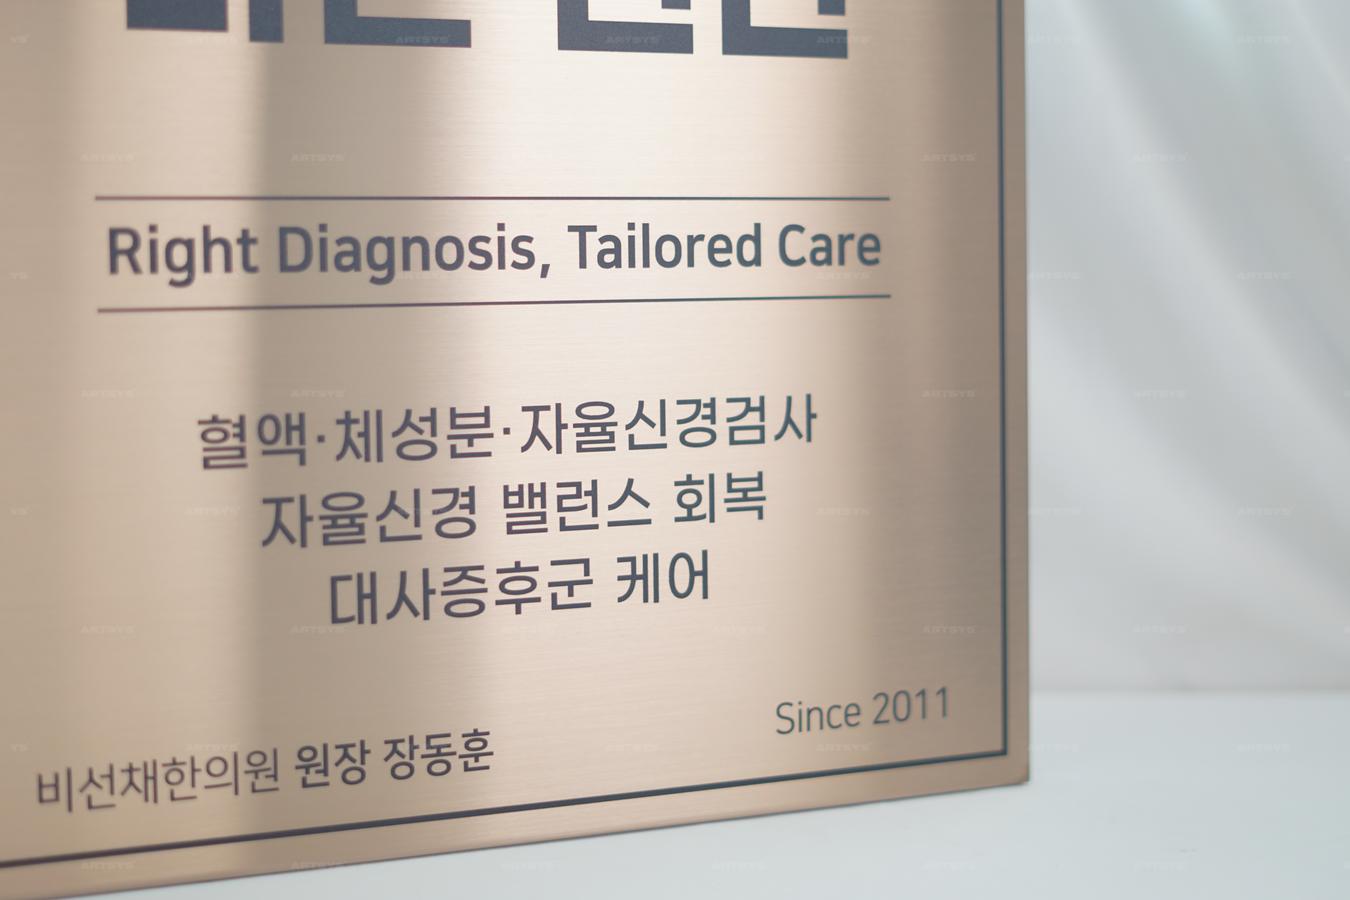 Right Diagnosis, Tailored Care
혈액·체성분·자율신경검사
자율신경 밸런스 회복
대사증후군 케어
Since 2011
비선채한의원 원장 장동훈
ARTSYS